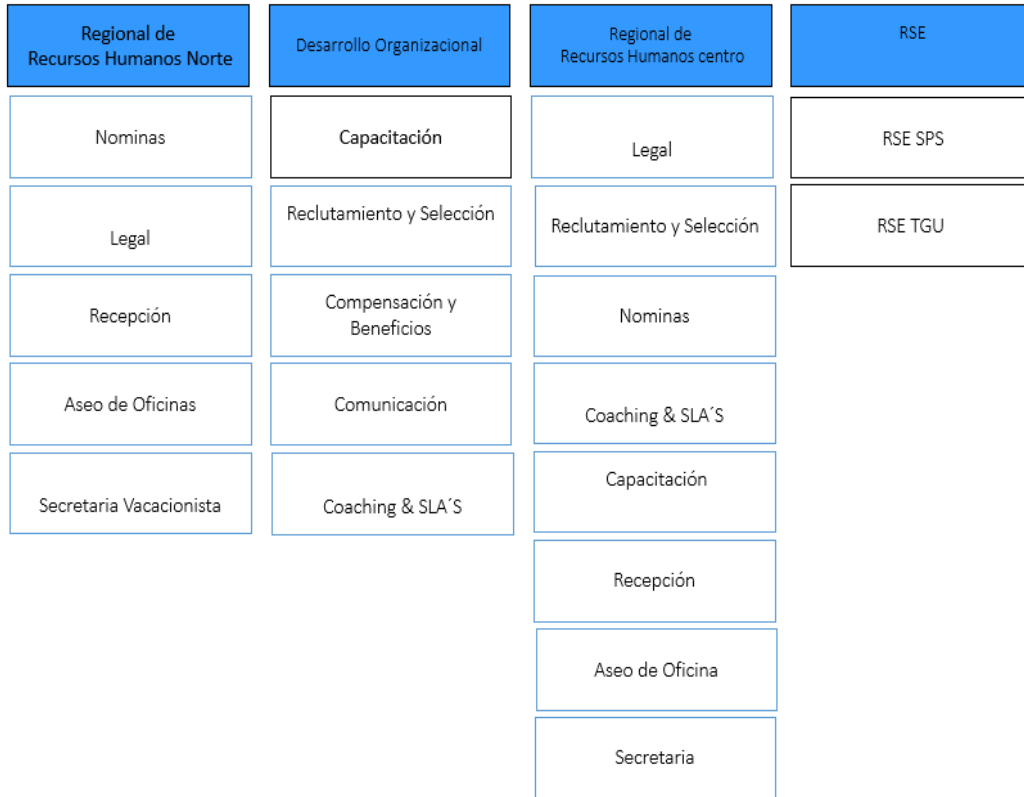 Regional de
Recursos Humanos Norte
Nominas
Legal
Recepción
Aseo de Oficinas
Secretaria Vacacionista
Desarrollo Organizacional
Capacitación
Reclutamiento y Selección
Compensación y
Beneficios
Comunicación
Coaching & SLA´S
Regional de
Recursos Humanos centro
Legal
Reclutamiento y Selección
Nominas
Coaching & SLA´S
Capacitación
Recepción
Aseo de Oficina
Secretaria
RSE
RSE SPS
RSE TGU